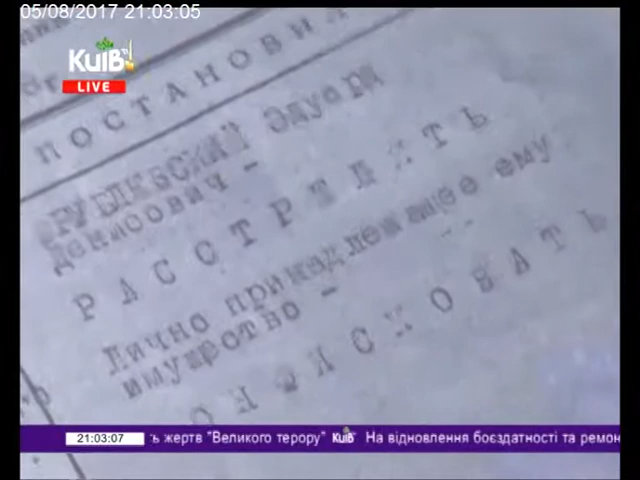 05/08/2017 21:03:05
КиЇВ
LIVE
ПОСТАНОВИ
Эдуард
Денисович -
РАССТРЕЛЯТЬ
Лично принадлежащее ему
имущество -
КОНФИСКОВАТЬ
21:03:07
ь жертв "Великого терору" КиЇВ На відновлення боєздатності та ремон